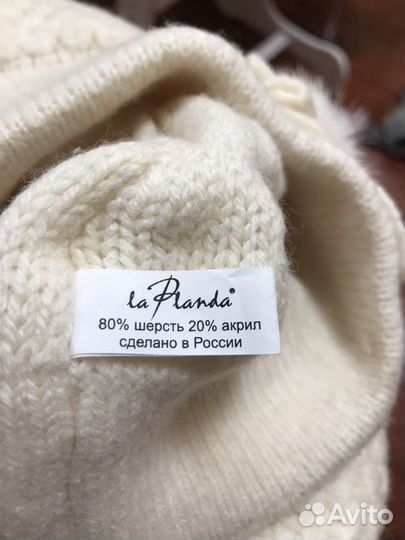 la Planda®
80% шерсть 20% акрил
сделано в России
Avito